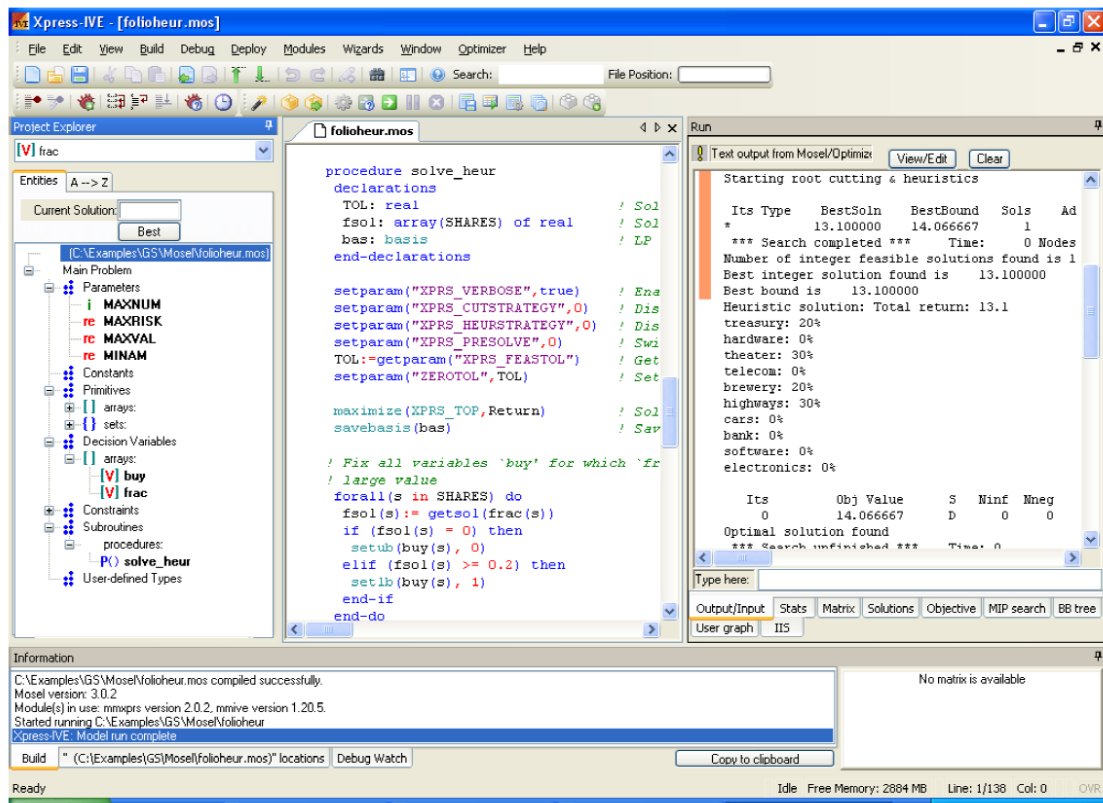 Xpress-IVE - [folioheur.mos]
File Edit View Build Debug Deploy Modules Wizards Window Optimizer Help
Search: File Position:
Project Explorer
[V] frac
Entities A --> Z
Current Solution:
Best
(C:\Examples\GS\Mosel\folioheur.mos)
Main Problem
Parameters
i MAXNUM
re MAXRISK
re MAXVAL
re MINAM
Constants
Primitives
[ ] arrays:
{ } sets:
Decision Variables
[ ] arrays:
[V] buy
[V] frac
Constraints
Subroutines
procedures:
P() solve_heur
User-defined Types
folioheur.mos
procedure solve_heur
declarations
TOL: real ! Sol
fsol: array(SHARES) of real ! Sol
bas: basis ! LP
end-declarations
setparam("XPRS_VERBOSE",true) ! Ena
setparam("XPRS_CUTSTRATEGY",0) ! Dis
setparam("XPRS_HEURSTRATEGY",0) ! Dis
setparam("XPRS_PRESOLVE",0) ! Swi
TOL:=getparam("XPRS_FEASTOL") ! Get
setparam("ZEROTOL",TOL) ! Set
maximize(XPRS_TOP,Return) ! Sol
savebasis(bas) ! Sav
! Fix all variables `buy' for which `fr
! large value
forall(s in SHARES) do
fsol(s):= getsol(frac(s))
if (fsol(s) = 0) then
setub(buy(s), 0)
elif (fsol(s) >= 0.2) then
setlb(buy(s), 1)
end-if
end-do
Run
Text output from Mosel/Optimize View/Edit Clear
Starting root cutting & heuristics
Its Type BestSoln BestBound Sols Ad
* 13.100000 14.066667 1
*** Search completed *** Time: 0 Nodes
Number of integer feasible solutions found is 1
Best integer solution found is 13.100000
Best bound is 13.100000
Heuristic solution: Total return: 13.1
treasury: 20%
hardware: 0%
theater: 30%
telecom: 0%
brewery: 20%
highways: 30%
cars: 0%
bank: 0%
software: 0%
electronics: 0%
Its Obj Value S Ninf Nneg
0 14.066667 D 0 0
Optimal solution found
*** Search unfinished *** Time: 0
Type here:
Output/Input Stats Matrix Solutions Objective MIP search BB tree
User graph IIS
Information
C:\Examples\GS\Mosel\folioheur.mos compiled successfully.
Mosel version: 3.0.2
Module(s) in use: mmxprs version 2.0.2, mmive version 1.20.5.
Started running C:\Examples\GS\Mosel\folioheur
Xpress-IVE: Model run complete
No matrix is available
Build " (C:\Examples\GS\Mosel\folioheur.mos)" locations Debug Watch
Copy to clipboard
Ready Idle Free Memory: 2884 MB Line: 1/138 Col: 0 OVR